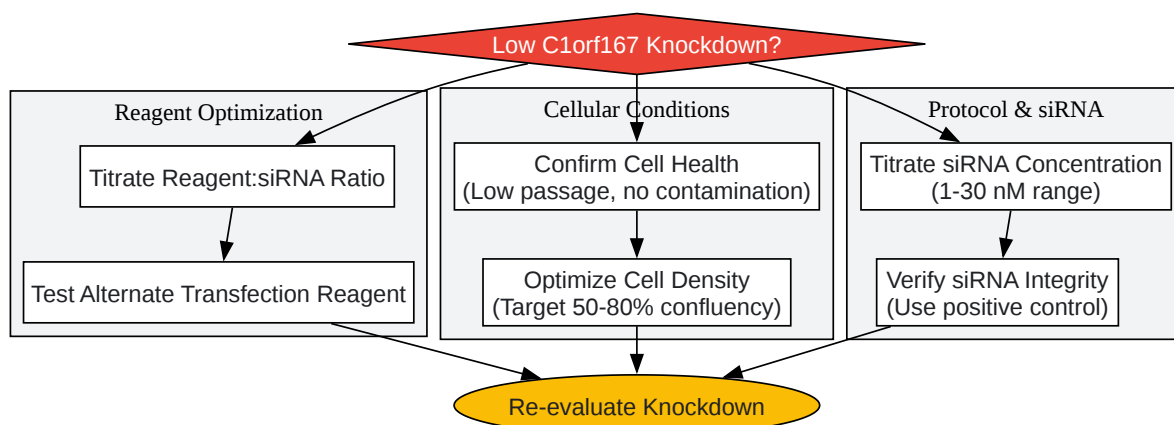 Low C1orf167 Knockdown?
Reagent Optimization
Titrate Reagent:siRNA Ratio
Test Alternate Transfection Reagent
Cellular Conditions
Confirm Cell Health
(Low passage, no contamination)
Optimize Cell Density
(Target 50-80% confluency)
Protocol & siRNA
Titrate siRNA Concentration
(1-30 nM range)
Verify siRNA Integrity
(Use positive control)
Re-evaluate Knockdown